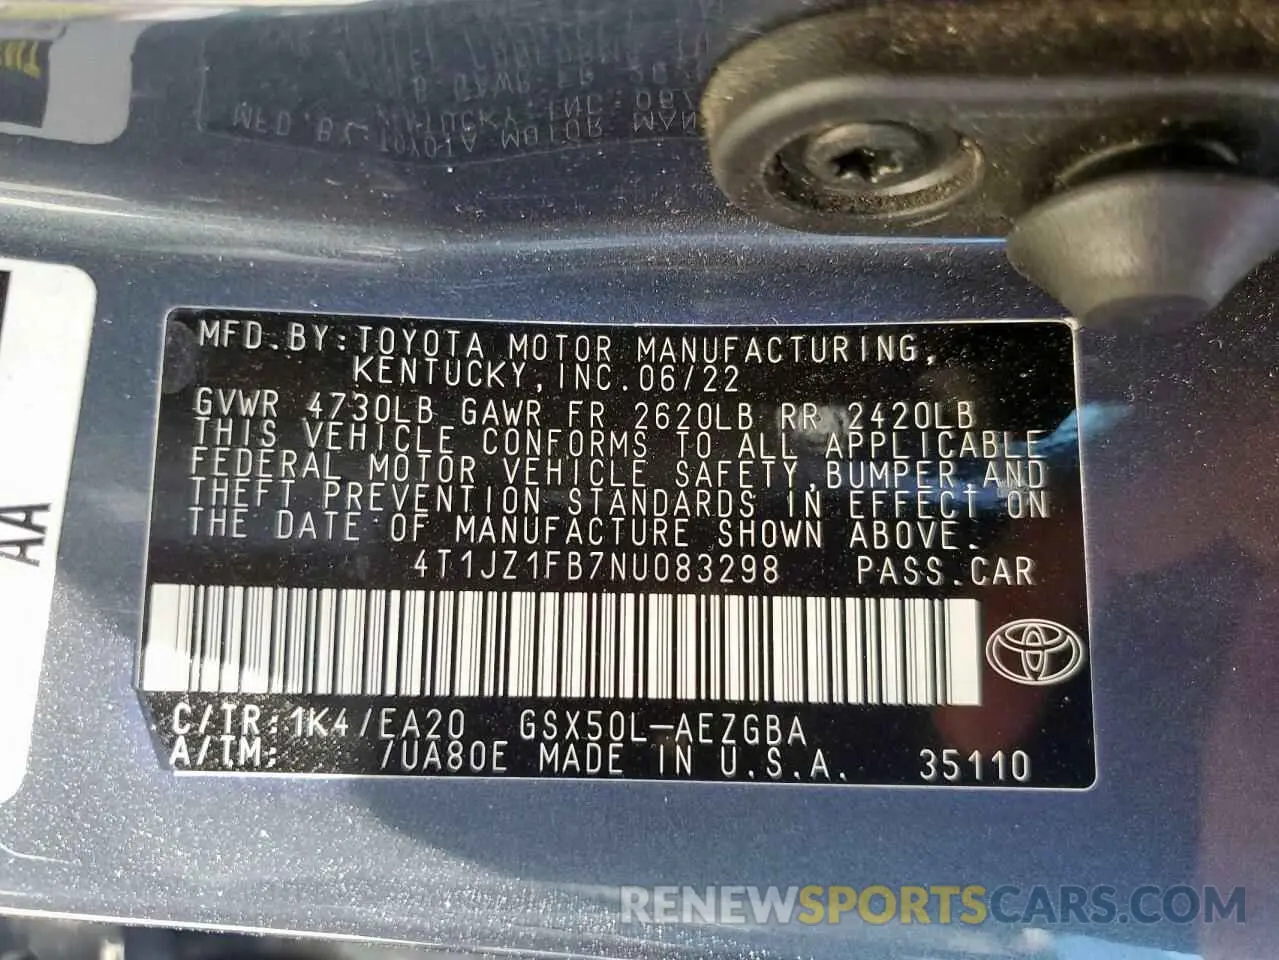 MFD.BY:TOYOTA MOTOR MANUFACTURING,
KENTUCKY, INC. 06/22
GVWR 4730LB GAWR FR 2620LB RR 2420LB
THIS VEHICLE CONFORMS TO ALL APPLICABLE
FEDERAL MOTOR VEHICLE SAFETY, BUMPER, AND
THEFT PREVENTION STANDARDS IN EFFECT ON
THE DATE OF MANUFACTURE SHOWN ABOVE.
4T1JZ1FB7NU083298 PASS.CAR
C/TR:1K4/EA20 GSX50L-AEZGBA
A/TM: /UA80E MADE IN U.S.A. 35110
AA
RENEWSPORTSCARS.COM